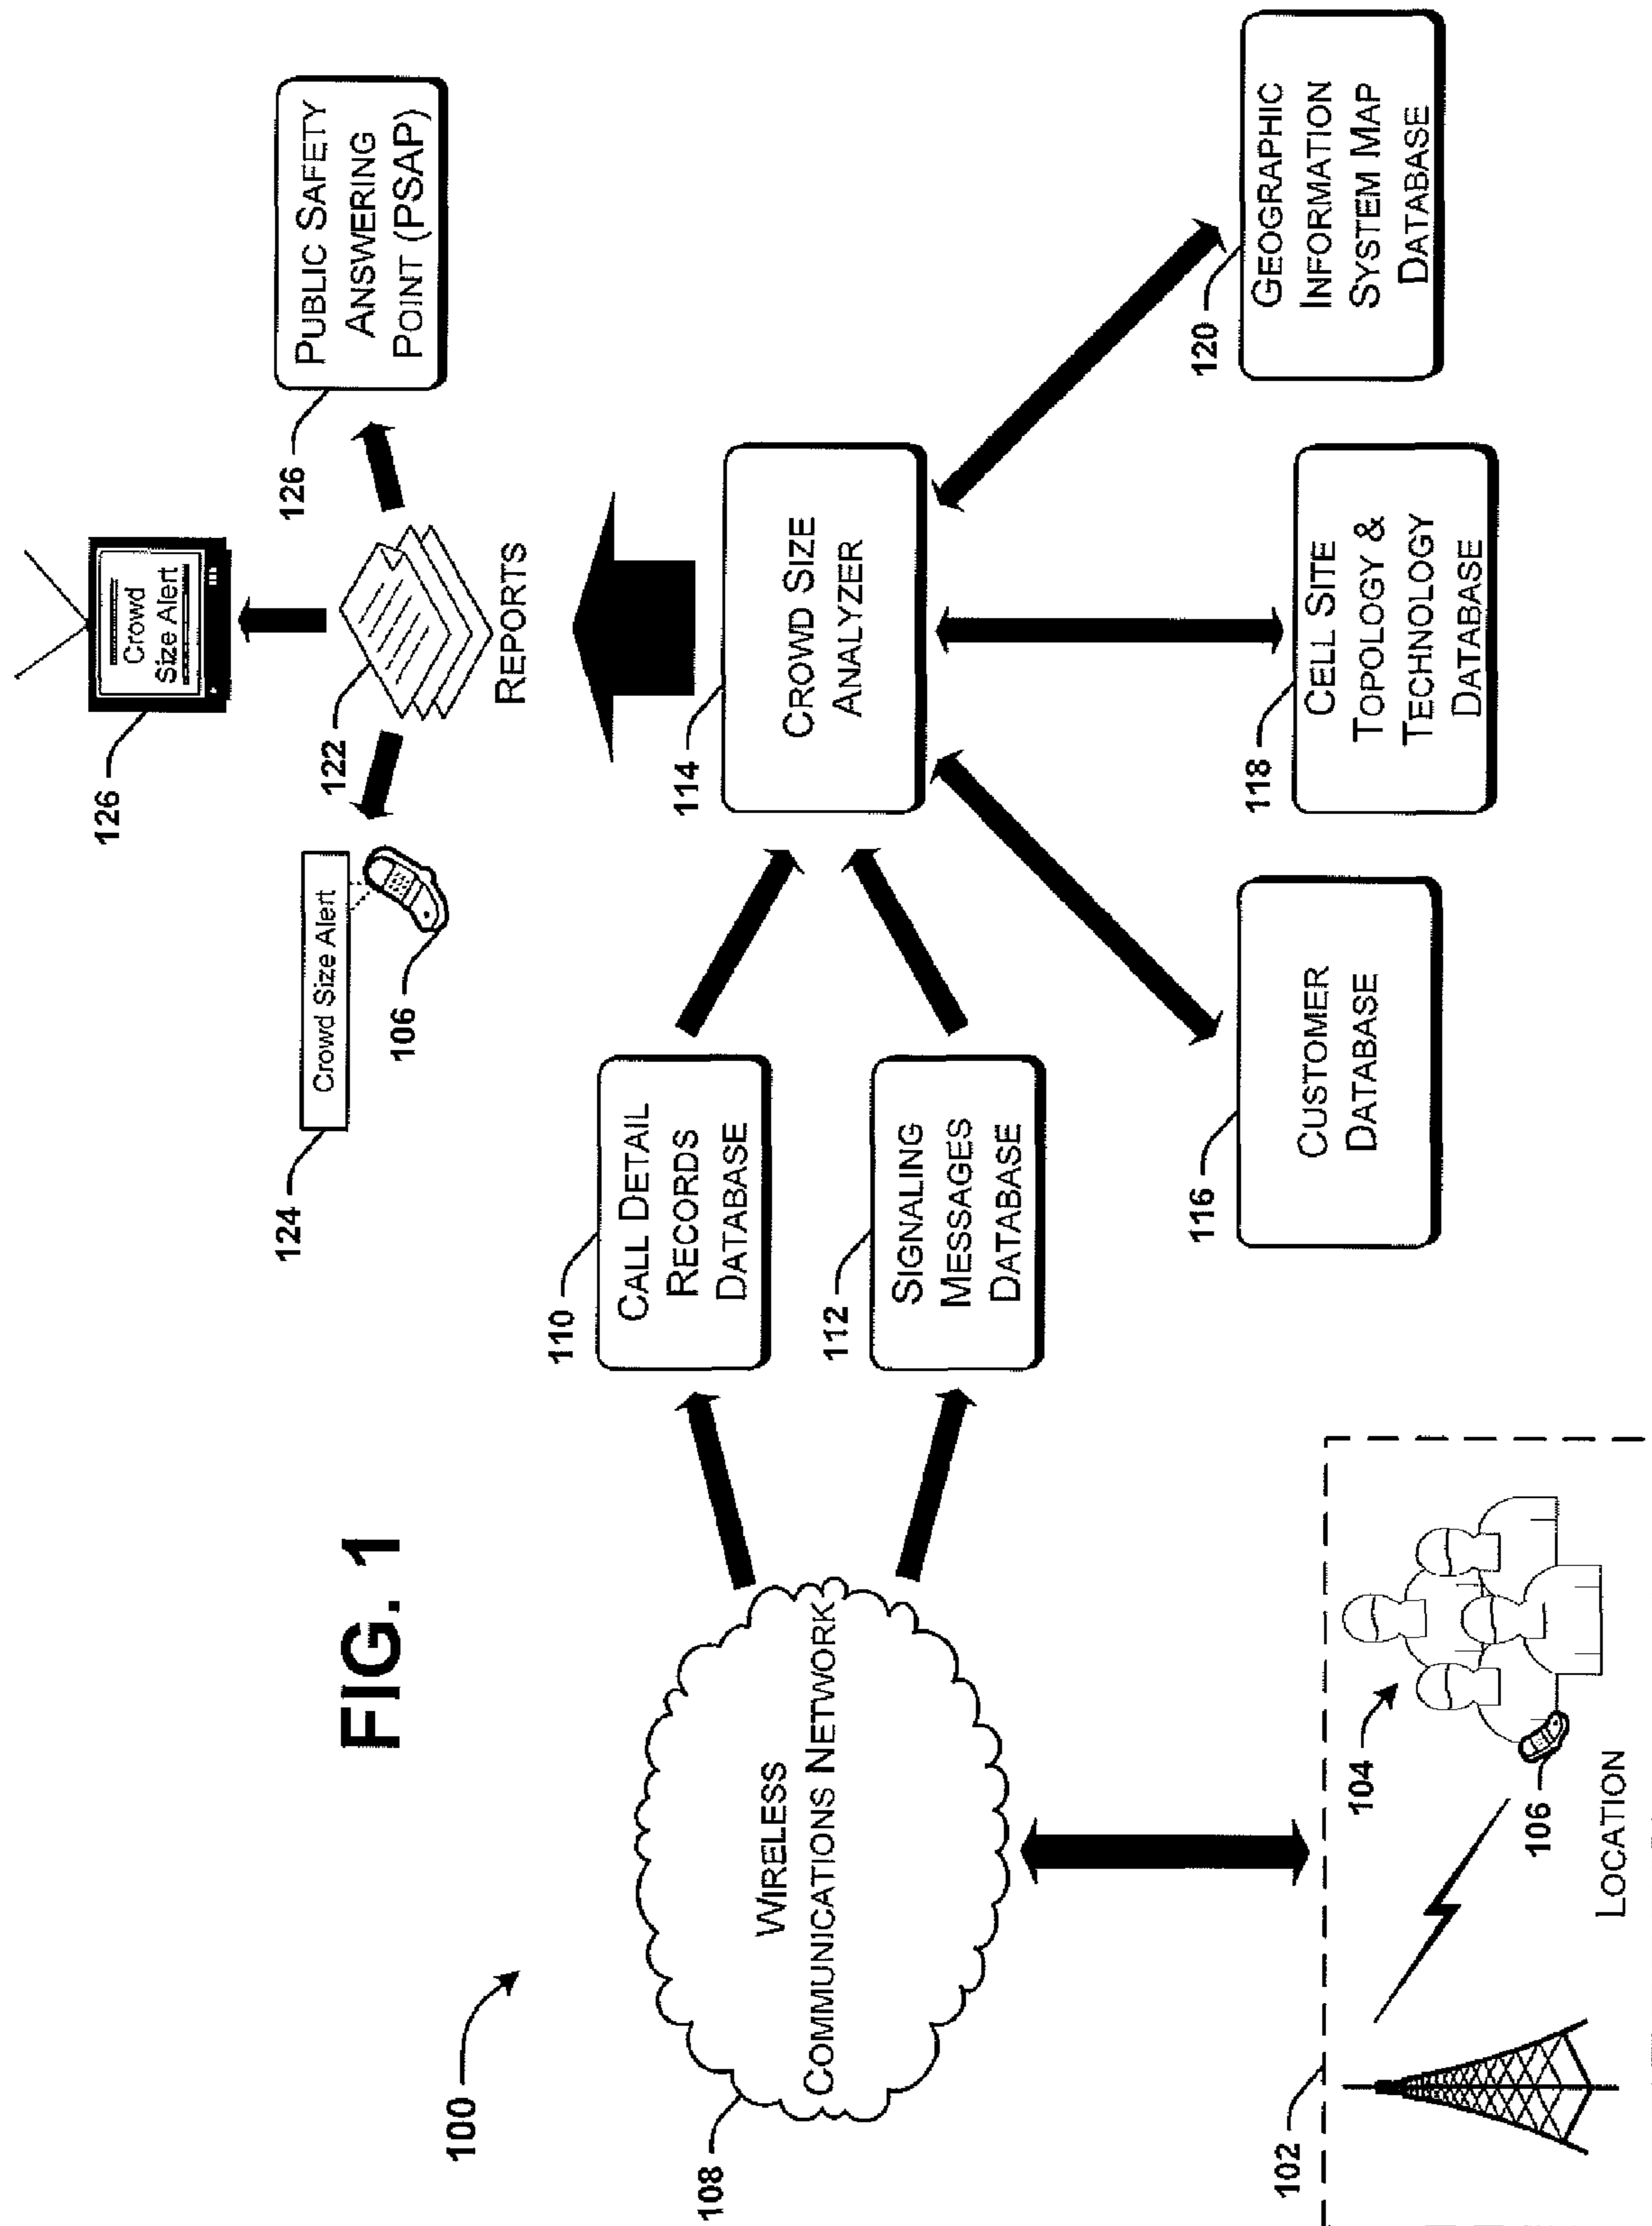 FIG. 1
100
108
WIRELESS
COMMUNICATIONS NETWORK
102
104
106
LOCATION
110
CALL DETAIL
RECORDS
DATABASE
112
SIGNALING
MESSAGES
DATABASE
124
Crowd Size Alert
106
126
Crowd
Size Alert
122
REPORTS
126
PUBLIC SAFETY
ANSWERING
POINT (PSAP)
114
CROWD SIZE
ANALYZER
116
CUSTOMER
DATABASE
118
CELL SITE
TOPOLOGY &
TECHNOLOGY
DATABASE
120
GEOGRAPHIC
INFORMATION
SYSTEM MAP
DATABASE